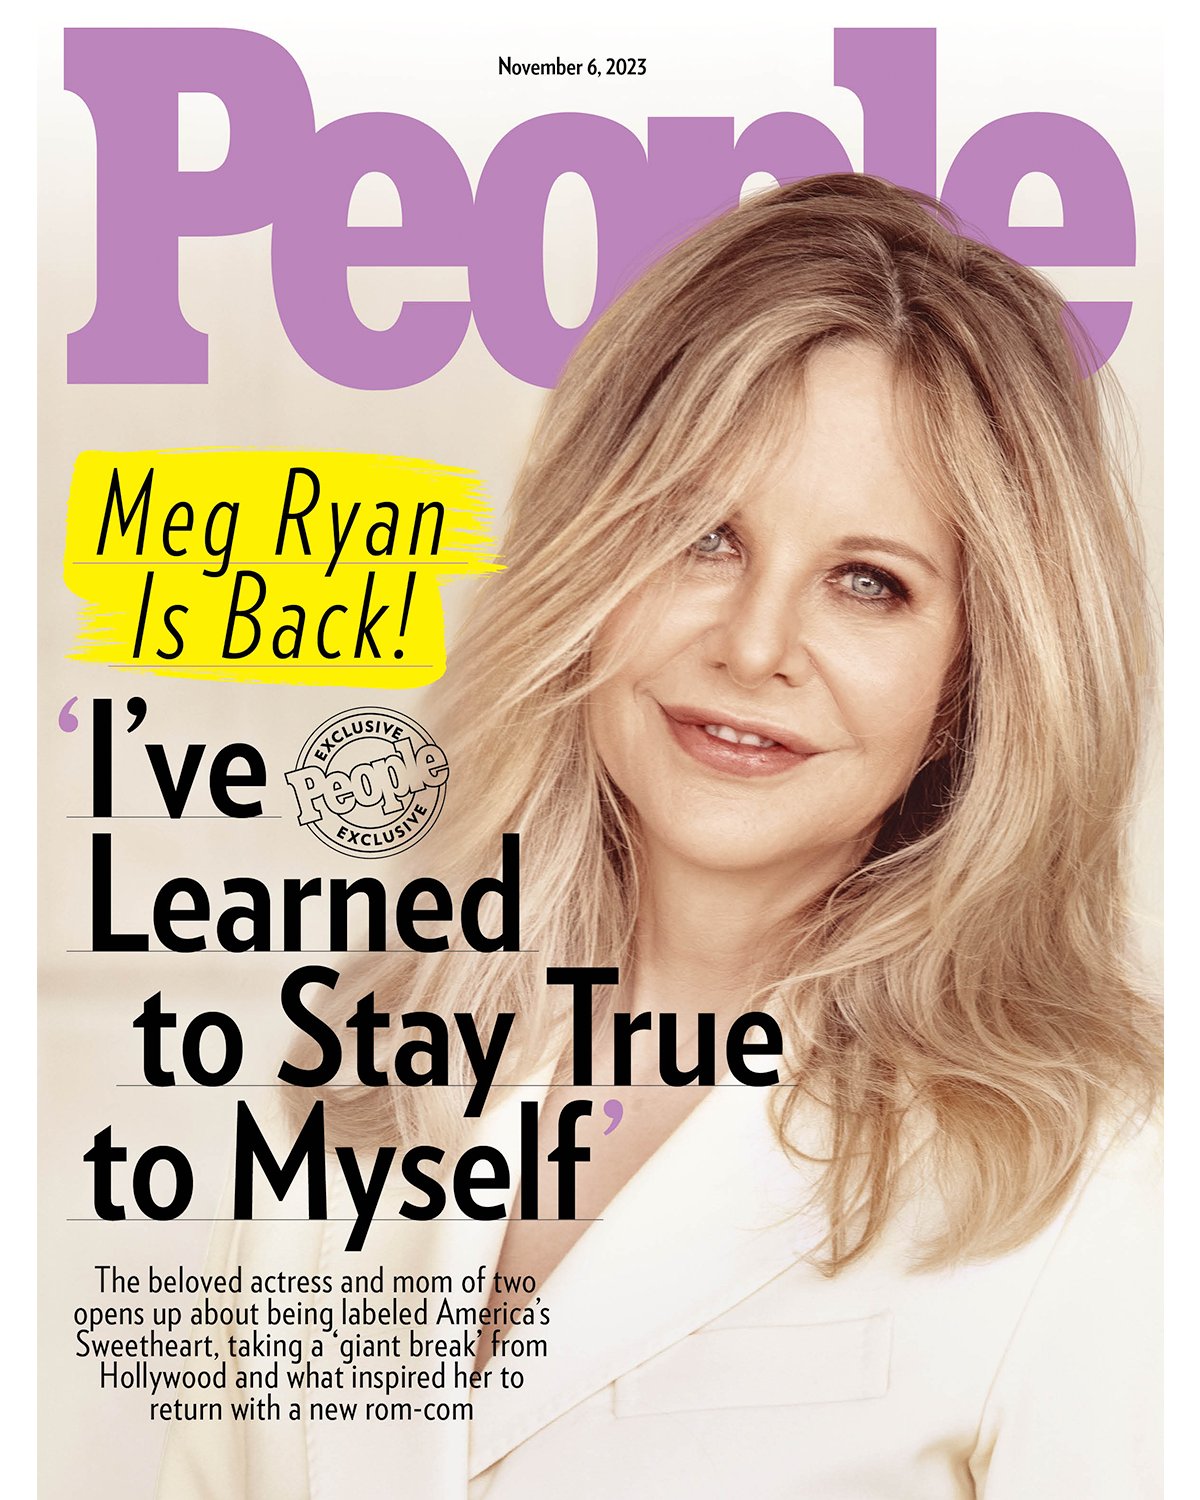 November 6, 2023
People
Meg Ryan
Is Back!
‘I’ve
EXCLUSIVE
People
EXCLUSIVE
Learned
to Stay True
to Myself’
The beloved actress and mom of two
opens up about being labeled America’s
Sweetheart, taking a ‘giant break’ from
Hollywood and what inspired her to
return with a new rom-com